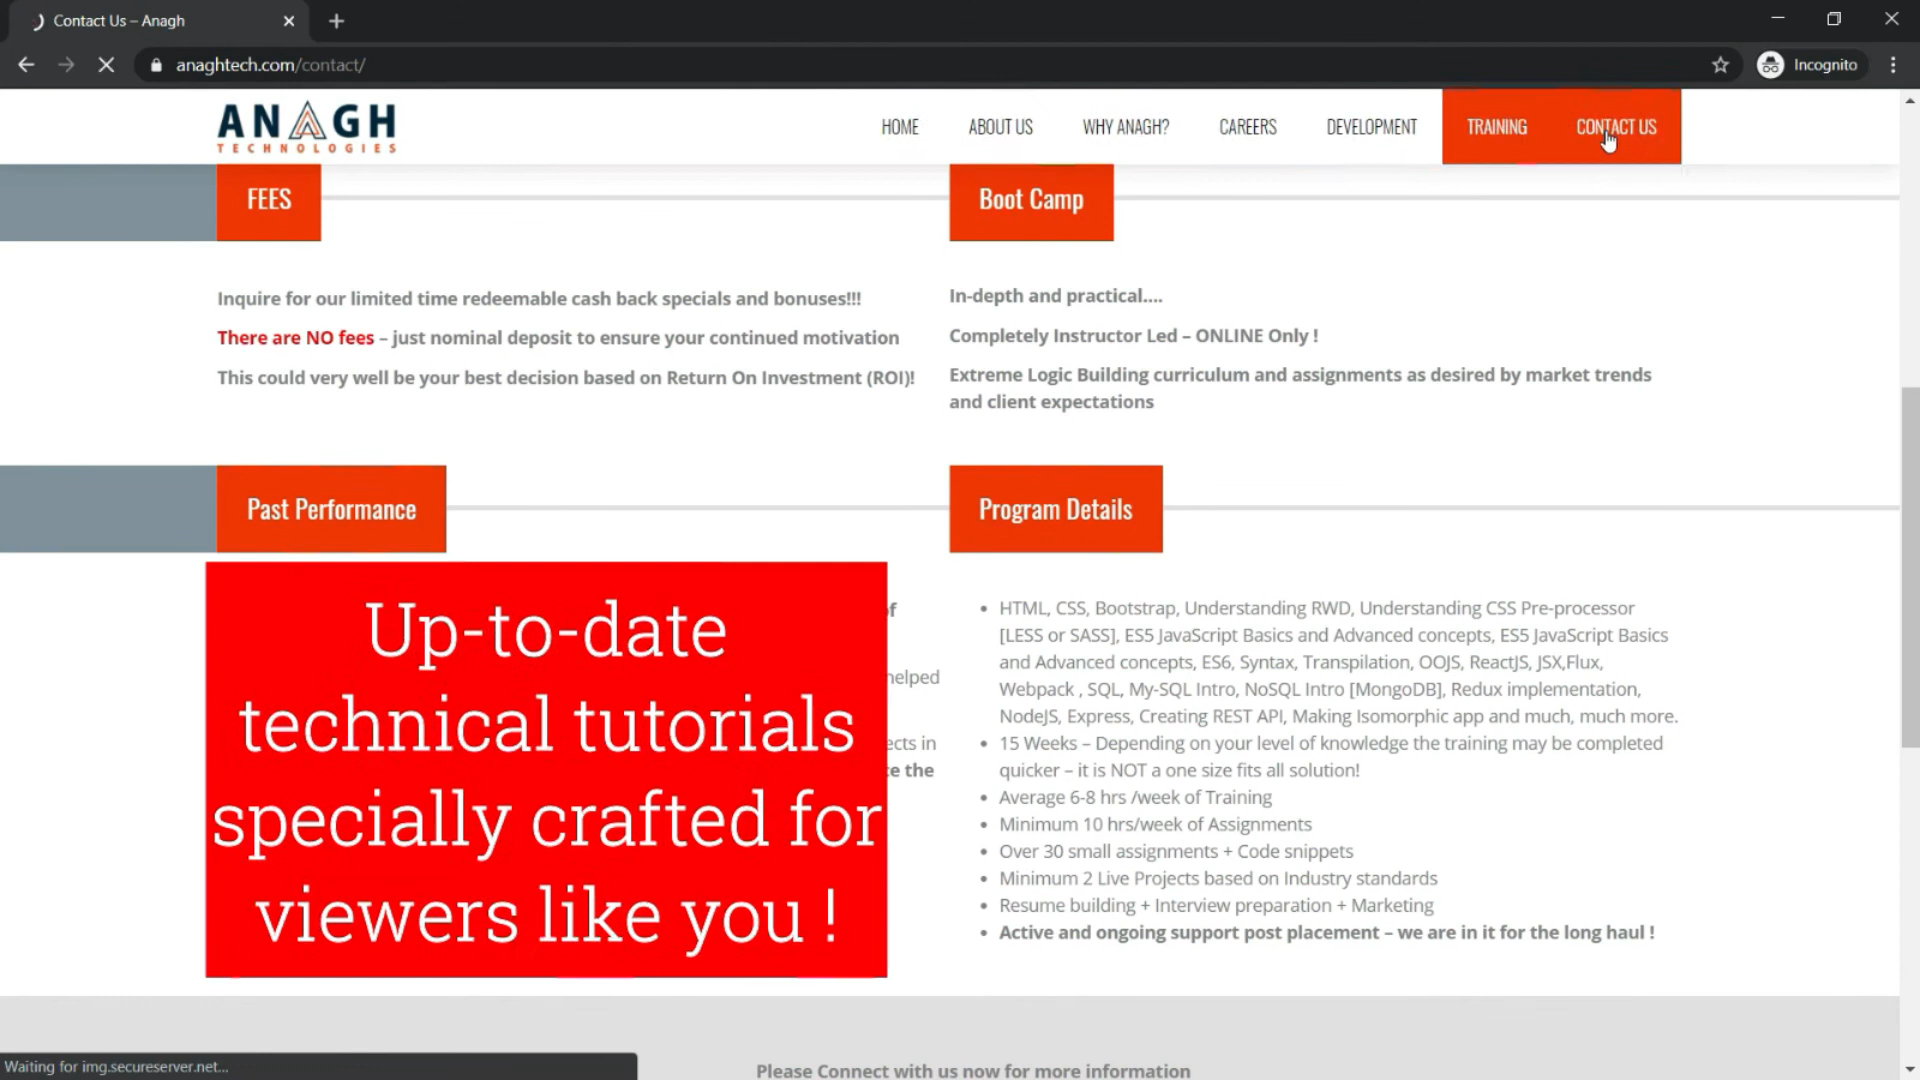 Contact Us – Anagh
anaghtech.com/contact/
Incognito
ANAGH
TECHNOLOGIES
HOME
ABOUT US
WHY ANAGH?
CAREERS
DEVELOPMENT
TRAINING
CONTACT US
FEES
Inquire for our limited time redeemable cash back specials and bonuses!!!
There are NO fees – just nominal deposit to ensure your continued motivation
This could very well be your best decision based on Return On Investment (ROI)!
Boot Camp
In-depth and practical....
Completely Instructor Led – ONLINE Only !
Extreme Logic Building curriculum and assignments as desired by market trends
and client expectations
Past Performance
Up-to-date
technical tutorials
specially crafted for
viewers like you !
helped
in
the
Program Details
• HTML, CSS, Bootstrap, Understanding RWD, Understanding CSS Pre-processor
[LESS or SASS], ES5 JavaScript Basics and Advanced concepts, ES5 JavaScript Basics
and Advanced concepts, ES6, Syntax, Transpilation, OOJS, ReactJS, JSX,Flux,
Webpack , SQL, My-SQL Intro, NoSQL Intro [MongoDB], Redux implementation,
NodeJS, Express, Creating REST API, Making Isomorphic app and much, much more.
• 15 Weeks – Depending on your level of knowledge the training may be completed
quicker – it is NOT a one size fits all solution!
• Average 6-8 hrs /week of Training
• Minimum 10 hrs/week of Assignments
• Over 30 small assignments + Code snippets
• Minimum 2 Live Projects based on Industry standards
• Resume building + Interview preparation + Marketing
• Active and ongoing support post placement – we are in it for the long haul !
Please Connect with us now for more information
Waiting for img.secureserver.net...